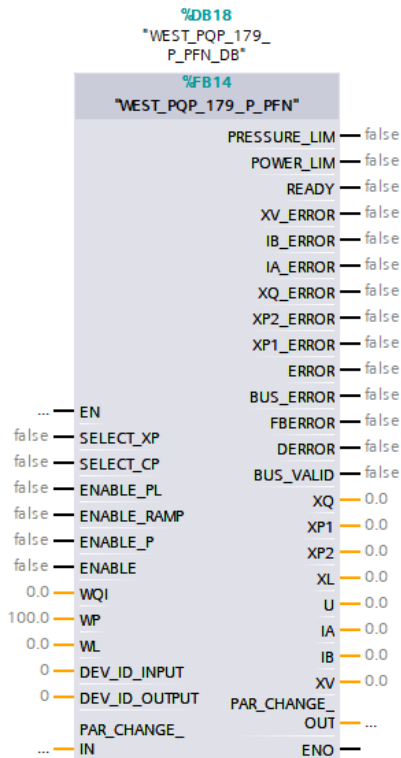 %DB18
"WEST_PQP_179_
P_PFN_DB"
%FB14
"WEST_PQP_179_P_PFN"
PRESSURE_LIM false
POWER_LIM false
READY false
XV_ERROR false
IB_ERROR false
IA_ERROR false
XQ_ERROR false
XP2_ERROR false
XP1_ERROR false
ERROR false
BUS_ERROR false
... EN
FBERROR false
false SELECT_XP
DERROR false
false SELECT_CP
BUS_VALID false
false ENABLE_PL
XQ 0.0
false ENABLE_RAMP
XP1 0.0
false ENABLE_P
XP2 0.0
false ENABLE
XL 0.0
0.0 WQI
U 0.0
100.0 WP
IA 0.0
0.0 WL
IB 0.0
0 DEV_ID_INPUT
XV 0.0
0 DEV_ID_OUTPUT
PAR_CHANGE_
OUT ...
PAR_CHANGE_
... IN
ENO